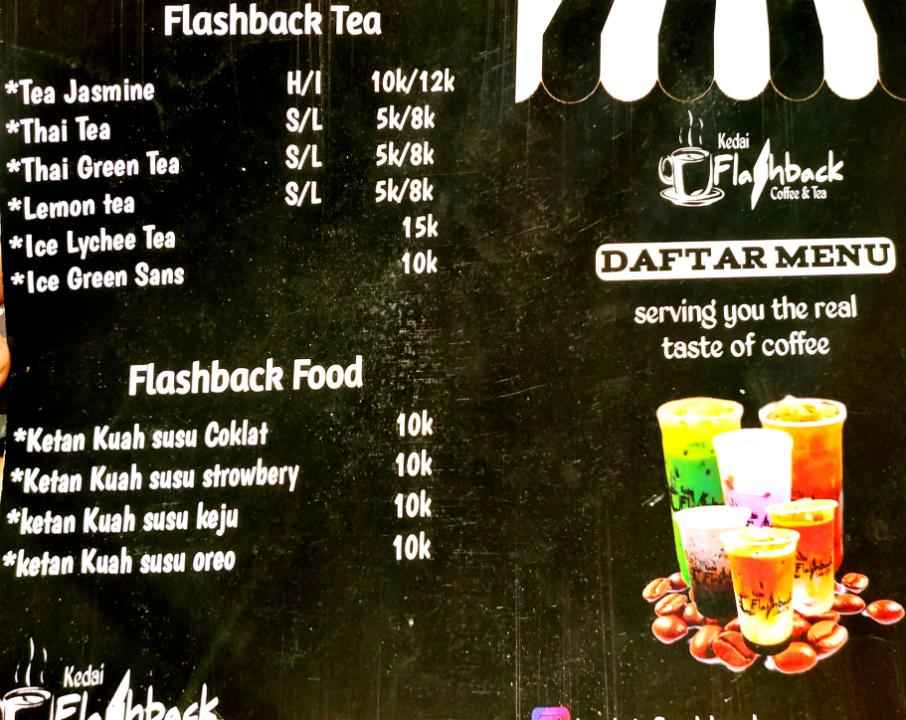 Flashback Tea
*Tea Jasmine H/I 10k/12k
*Thai Tea S/L 5k/8k
*Thai Green Tea S/L 5k/8k
*Lemon tea S/L 5k/8k
*Ice Lychee Tea 15k
*Ice Green Sans 10k
Flashback Food
*Ketan Kuah susu Coklat 10k
*Ketan Kuah susu strowbery 10k
*ketan Kuah susu keju 10k
*ketan Kuah susu oreo 10k
Kedai
Flashback
Kedai
Flashback
Coffee & Tea
DAFTAR MENU
serving you the real
taste of coffee